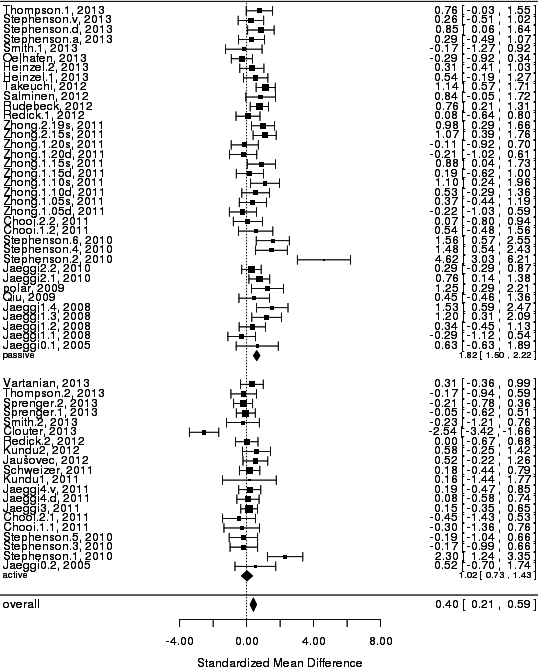 Thompson.1, 2013 0.76 [ -0.03 , 1.55 ]
Stephenson.v, 2013 0.26 [ -0.51 , 1.02 ]
Stephenson.d, 2013 0.85 [ 0.06 , 1.64 ]
Stephenson.a, 2013 0.29 [ -0.49 , 1.07 ]
Smith.1, 2013 -0.17 [ -1.27 , 0.92 ]
Oelhafen, 2013 -0.29 [ -0.92 , 0.34 ]
Heinzel.2, 2013 0.31 [ -0.41 , 1.03 ]
Heinzel.1, 2013 0.54 [ -0.19 , 1.27 ]
Takeuchi, 2012 1.14 [ 0.57 , 1.71 ]
Salminen, 2012 0.84 [ -0.05 , 1.72 ]
Rudebeck, 2012 0.76 [ 0.21 , 1.31 ]
Redick.1, 2012 0.08 [ -0.64 , 0.80 ]
Zhong.2.19s, 2011 0.98 [ 0.29 , 1.66 ]
Zhong.2.15s, 2011 1.07 [ 0.39 , 1.76 ]
Zhong.1.20s, 2011 -0.11 [ -0.92 , 0.70 ]
Zhong.1.20d, 2011 -0.21 [ -1.02 , 0.61 ]
Zhong.1.15s, 2011 0.88 [ 0.04 , 1.73 ]
Zhong.1.15d, 2011 0.19 [ -0.62 , 1.00 ]
Zhong.1.10s, 2011 1.10 [ 0.24 , 1.96 ]
Zhong.1.10d, 2011 0.53 [ -0.29 , 1.36 ]
Zhong.1.05s, 2011 0.37 [ -0.44 , 1.19 ]
Zhong.1.05d, 2011 -0.22 [ -1.03 , 0.59 ]
Chooi.2.2, 2011 0.07 [ -0.80 , 0.94 ]
Chooi.1.2, 2011 0.54 [ -0.48 , 1.56 ]
Stephenson.6, 2010 1.56 [ 0.57 , 2.55 ]
Stephenson.4, 2010 1.48 [ 0.54 , 2.43 ]
Stephenson.2, 2010 4.62 [ 3.03 , 6.21 ]
Jaeggi2.2, 2010 0.29 [ -0.29 , 0.87 ]
Jaeggi2.1, 2010 0.76 [ 0.14 , 1.38 ]
polar, 2009 1.25 [ 0.29 , 2.21 ]
Qiu, 2009 0.45 [ -0.46 , 1.36 ]
Jaeggi1.4, 2008 1.53 [ 0.59 , 2.47 ]
Jaeggi1.3, 2008 1.20 [ 0.31 , 2.09 ]
Jaeggi1.2, 2008 0.34 [ -0.45 , 1.13 ]
Jaeggi1.1, 2008 -0.29 [ -1.12 , 0.54 ]
Jaeggi0.1, 2005 0.63 [ -0.63 , 1.89 ]
passive 1.82 [ 1.50 , 2.22 ]
Vartanian, 2013 0.31 [ -0.36 , 0.99 ]
Thompson.2, 2013 -0.17 [ -0.94 , 0.59 ]
Sprenger.2, 2013 -0.21 [ -0.78 , 0.36 ]
Sprenger.1, 2013 -0.05 [ -0.62 , 0.51 ]
Smith.2, 2013 -0.23 [ -1.21 , 0.76 ]
Clouter, 2013 -2.54 [ -3.42 , -1.66 ]
Redick.2, 2012 0.00 [ -0.67 , 0.68 ]
Kundu2, 2012 0.58 [ -0.25 , 1.42 ]
Jaušovec, 2012 0.52 [ -0.22 , 1.26 ]
Schweizer, 2011 0.18 [ -0.44 , 0.79 ]
Kundu1, 2011 0.16 [ -1.44 , 1.77 ]
Jaeggi4.v, 2011 0.19 [ -0.47 , 0.85 ]
Jaeggi4.d, 2011 0.08 [ -0.58 , 0.74 ]
Jaeggi3, 2011 0.15 [ -0.35 , 0.65 ]
Chooi.2.1, 2011 -0.45 [ -1.43 , 0.53 ]
Chooi.1.1, 2011 -0.30 [ -1.36 , 0.76 ]
Stephenson.5, 2010 -0.19 [ -1.04 , 0.66 ]
Stephenson.3, 2010 -0.17 [ -0.99 , 0.66 ]
Stephenson.1, 2010 2.30 [ 1.24 , 3.35 ]
Jaeggi0.2, 2005 0.52 [ -0.70 , 1.74 ]
active 1.02 [ 0.73 , 1.43 ]
overall 0.40 [ 0.21 , 0.59 ]
-4.00 0.00 4.00 8.00
Standardized Mean Difference